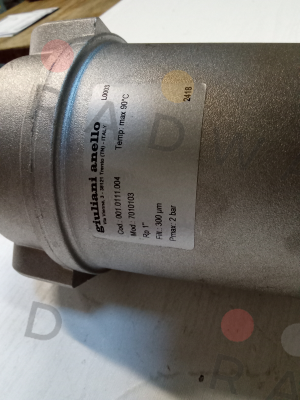 giuliani anello
Cod.: 001.0111.004
Mod.: 7010103
Rp 1"
Filt.: 300 µm
Pmax: 2 bar
Temp. max 90°C
L0003
2418